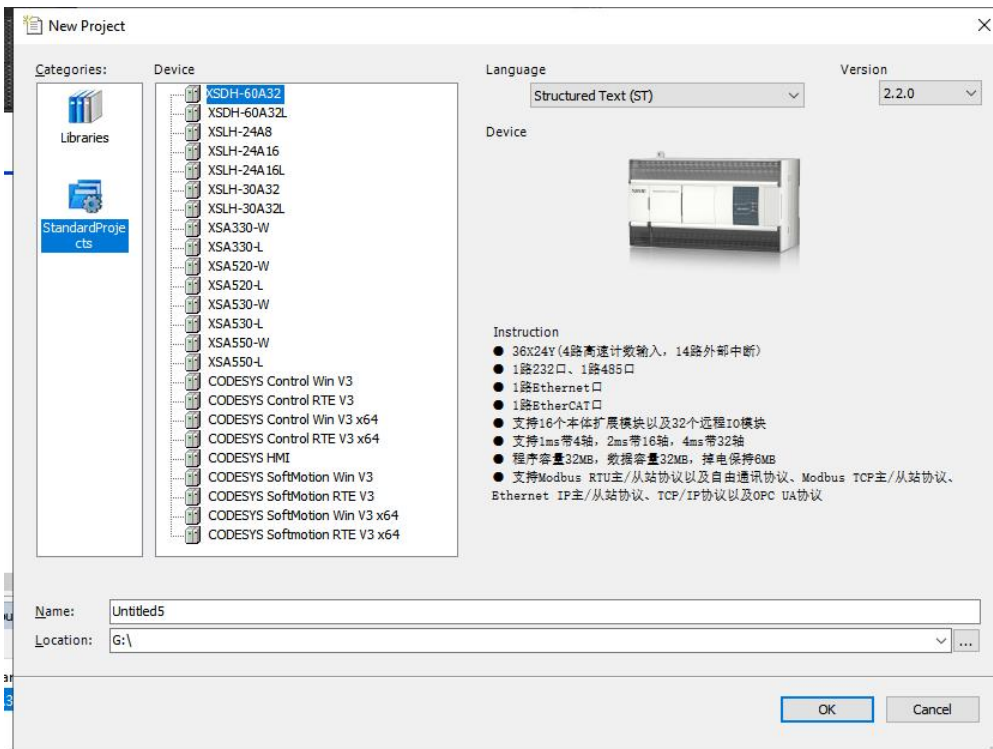 New Project
Categories:
Device
Language
Version
Libraries
StandardProje
cts
XSDH-60A32
XSDH-60A32L
XSLH-24A8
XSLH-24A16
XSLH-24A16L
XSLH-30A32
XSLH-30A32L
XSA330-W
XSA330-L
XSA520-W
XSA520-L
XSA530-W
XSA530-L
XSA550-W
XSA550-L
CODESYS Control Win V3
CODESYS Control RTE V3
CODESYS Control Win V3 x64
CODESYS Control RTE V3 x64
CODESYS HMI
CODESYS SoftMotion Win V3
CODESYS SoftMotion RTE V3
CODESYS SoftMotion Win V3 x64
CODESYS Softmotion RTE V3 x64
Structured Text (ST)
2.2.0
Device
Instruction
● 36X24Y(4路高速计数输入，14路外部中断)
● 1路232口、1路485口
● 1路Ethernet口
● 1路EtherCAT口
● 支持16个本体扩展模块以及32个远程IO模块
● 支持1ms带4轴，2ms带16轴，4ms带32轴
● 程序容量32MB，数据容量32MB，掉电保持6MB
● 支持Modbus RTU主/从站协议以及自由通讯协议、Modbus TCP主/从站协议、
Ethernet IP主/从站协议、TCP/IP协议以及OPC UA协议
Name:
Untitled5
Location:
G:\
...
OK
Cancel